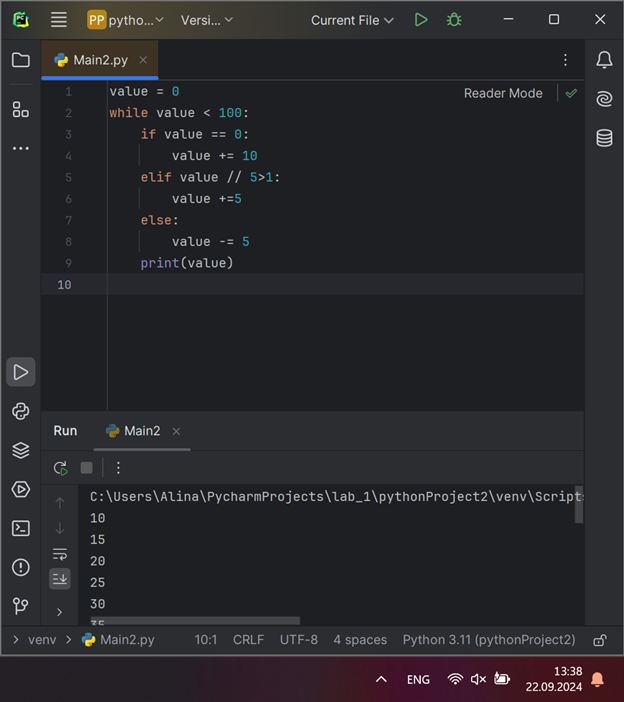 PP pytho... Versi... Current File
Main2.py
Reader Mode
1 value = 0
2 while value < 100:
3 if value == 0:
4 value += 10
5 elif value // 5>1:
6 value +=5
7 else:
8 value -= 5
9 print(value)
10
Run Main2
C:\Users\Alina\PycharmProjects\lab_1\pythonProject2\venv\Scripts
10
15
20
25
30
35
venv Main2.py 10:1 CRLF UTF-8 4 spaces Python 3.11 (pythonProject2)
ENG 13:38
22.09.2024